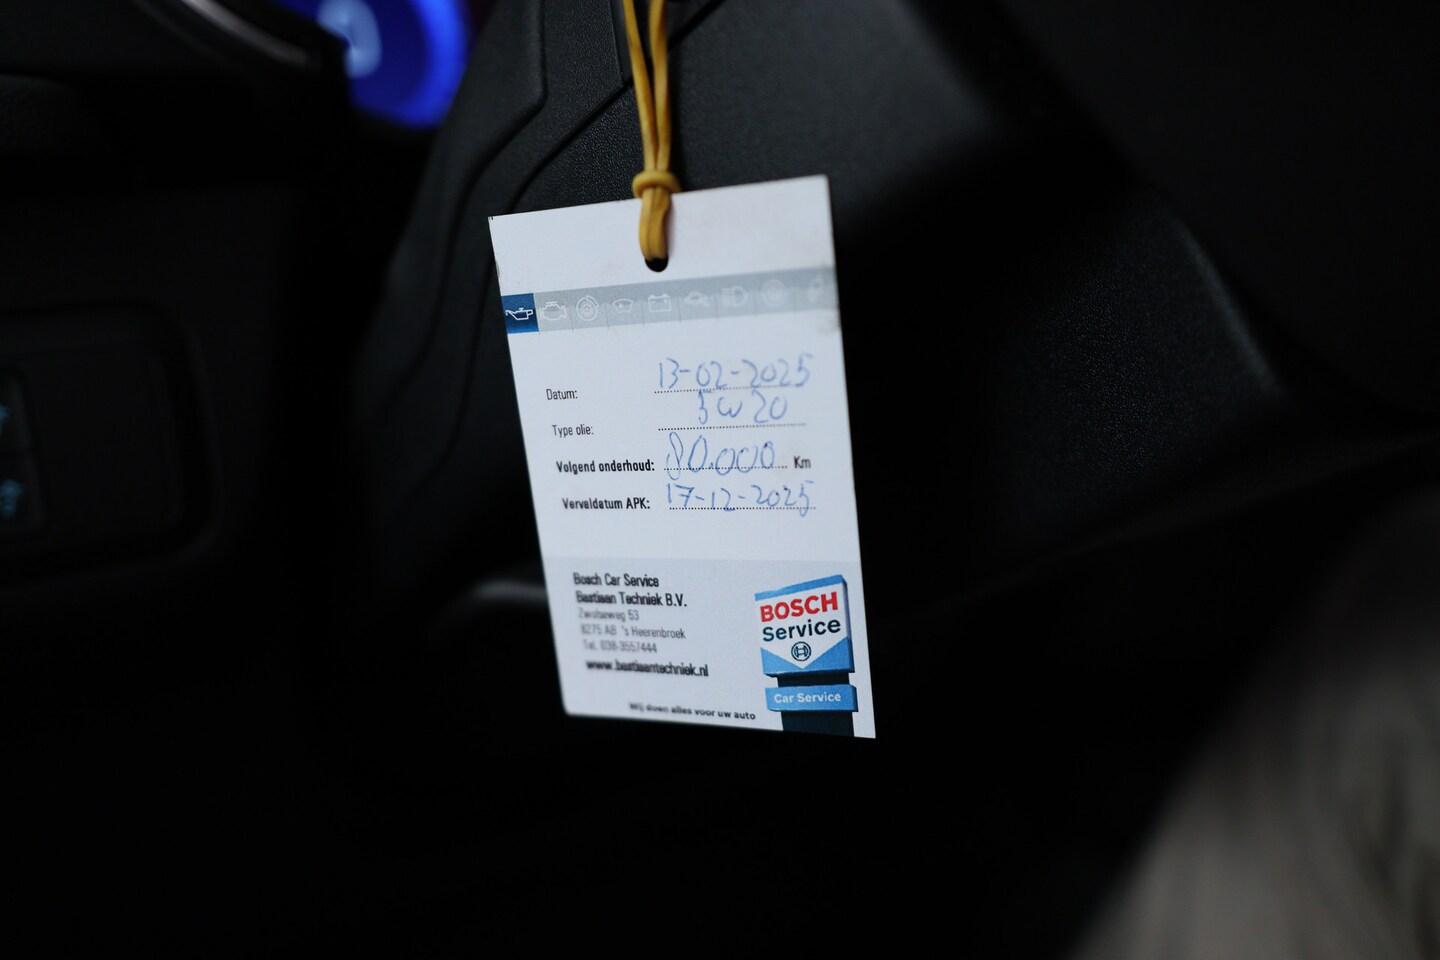 Datum: 13-02-2025
Type olie: 5W20
Volgend onderhoud: 80.000 Km
Vervaldatum APK: 17-12-2025
Bosch Car Service
Bastiaan Techniek B.V.
Zwolseweg 53
8275 AB 's Heerenbroek
Tel. 038-3557444
www.bastiaantechniek.nl
Wij doen alles voor uw auto
BOSCH
Service
Car Service